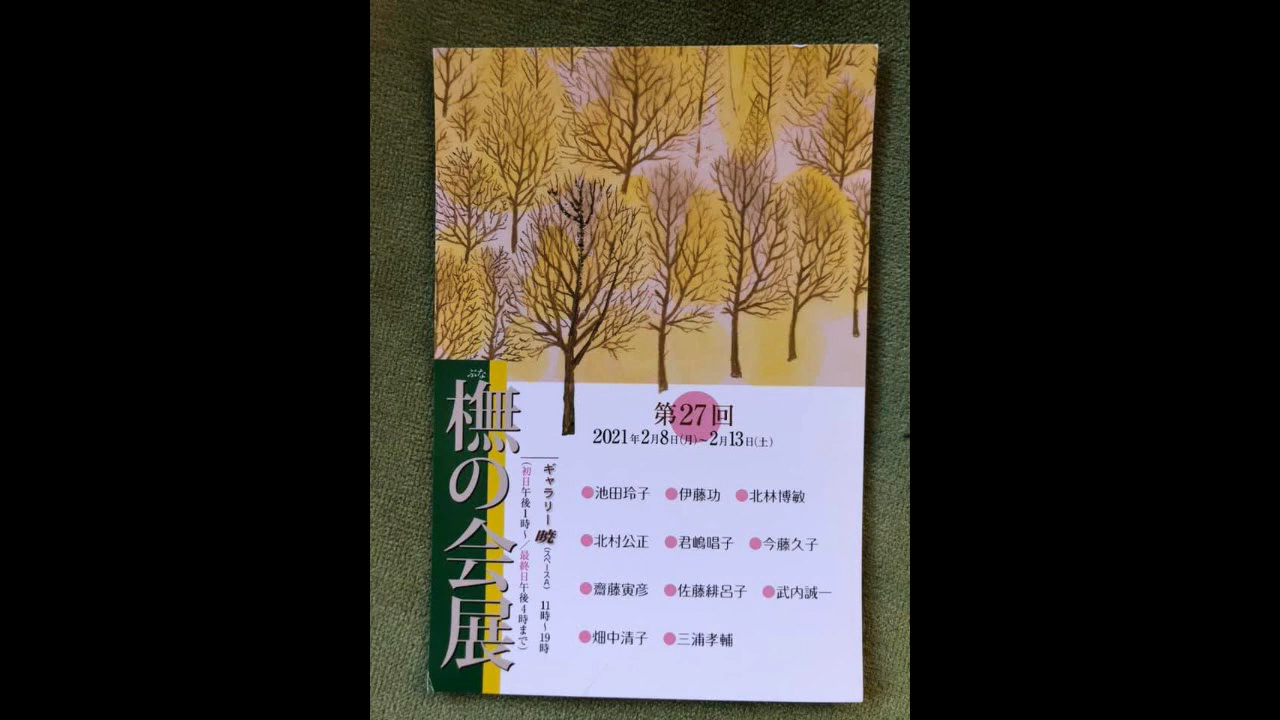 ぶな
橅の会展
第27回
2021年2月8日(月)~2月13日(土)
ギャラリー暁(スペースA) 11時~19時
(初日午後1時~/最終日午後4時まで)
●池田玲子 ●伊藤功 ●北林博敏
●北村公正 ●君嶋唱子 ●今藤久子
●齋藤寅彦 ●佐藤緋呂子 ●武内誠一
●畑中清子 ●三浦孝輔